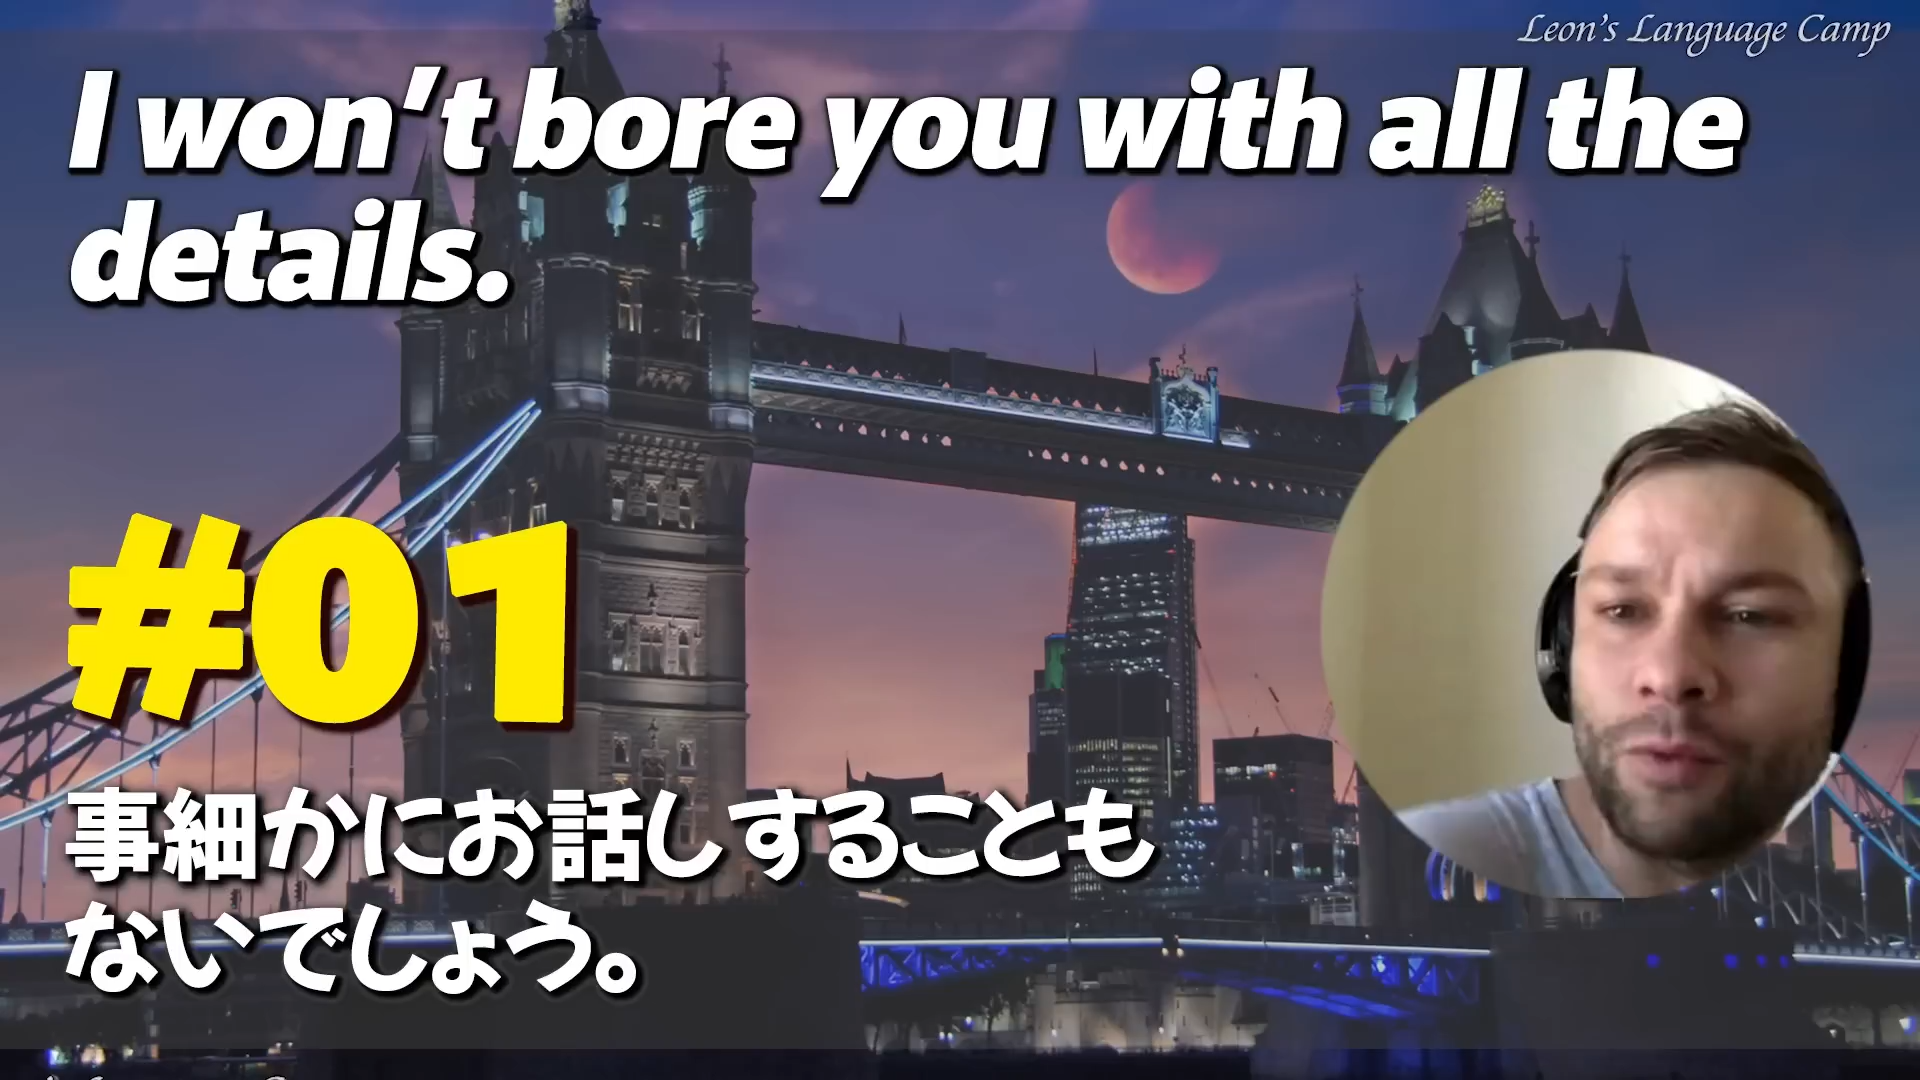 Leon's Language Camp
I won't bore you with all the
details.
#01
事細かにお話しすることも
ないでしょう。